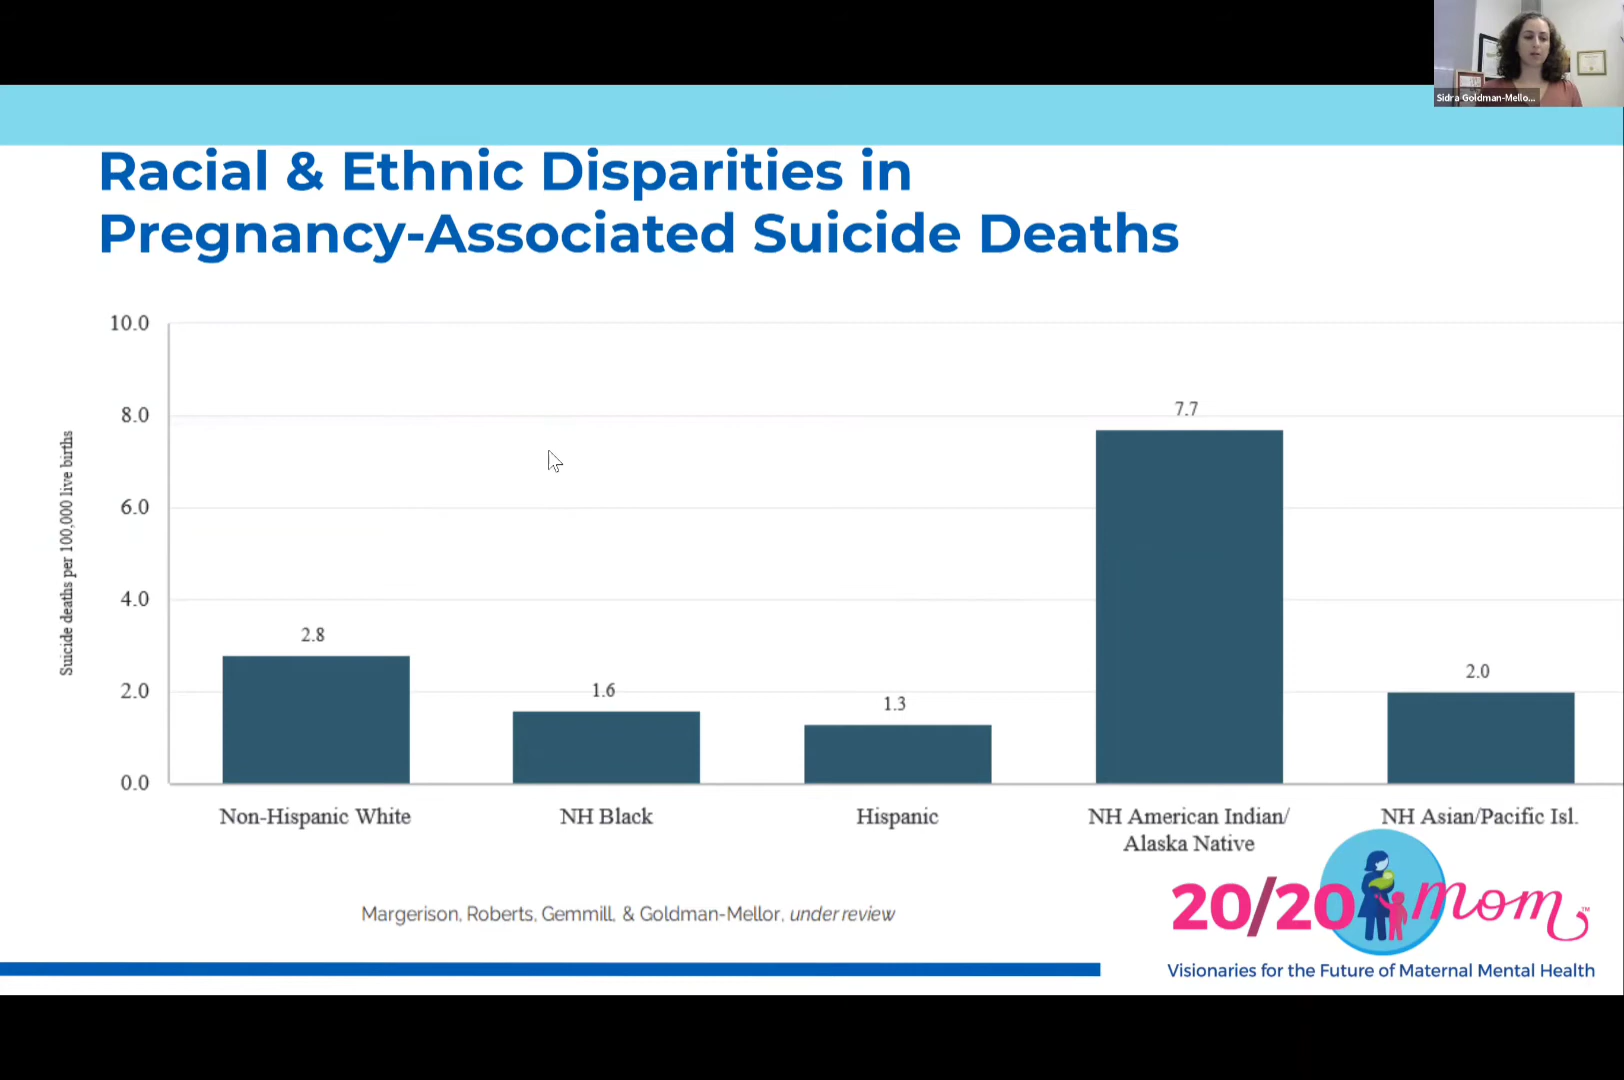 Sidra Goldman-Mello...
Racial & Ethnic Disparities in
Pregnancy-Associated Suicide Deaths
Suicide deaths per 100,000 live births
10.0
8.0
6.0
4.0
2.0
0.0
2.8
1.6
1.3
7.7
2.0
Non-Hispanic White
NH Black
Hispanic
NH American Indian/
Alaska Native
NH Asian/Pacific Isl.
Margerison, Roberts, Gemmill, & Goldman-Mellor, under review
20/20 mom™
Visionaries for the Future of Maternal Mental Health